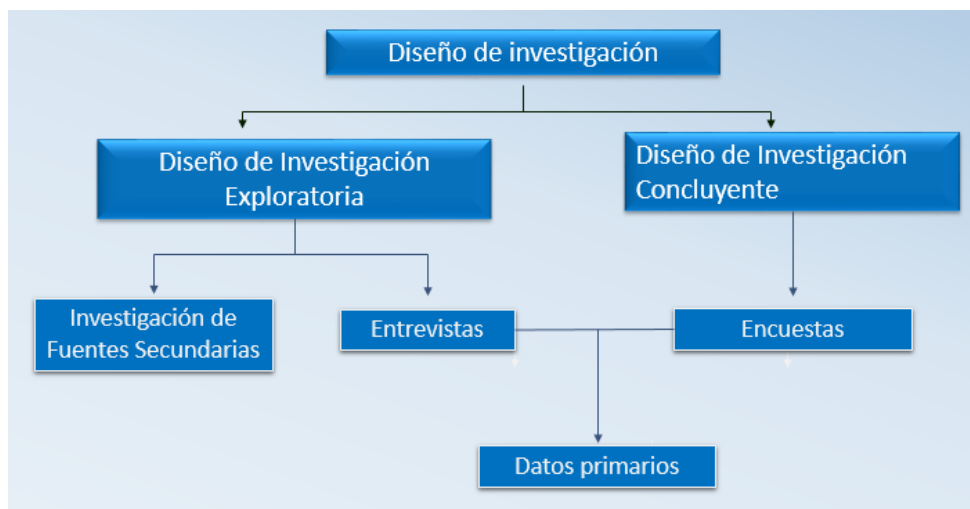 Diseño de investigación
Diseño de Investigación
Exploratoria
Diseño de Investigación
Concluyente
Investigación de
Fuentes Secundarias
Entrevistas
Encuestas
Datos primarios